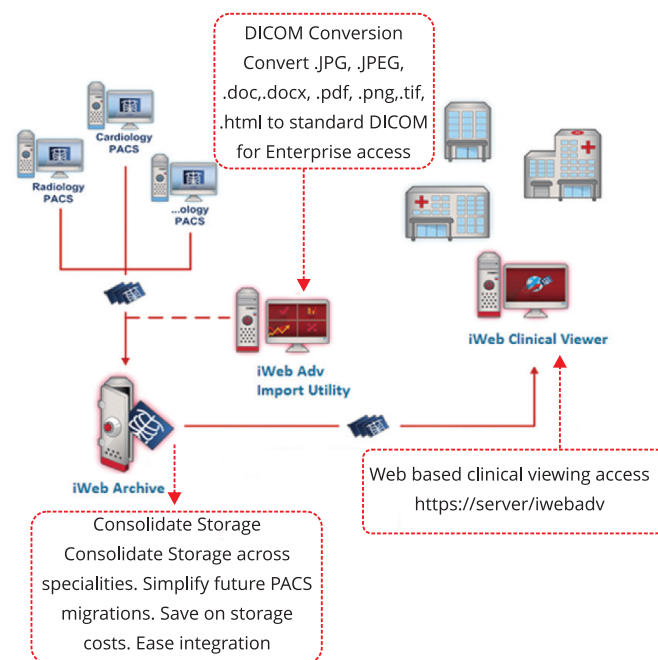 DICOM Conversion
Convert .JPG, .JPEG,
.doc,.docx, .pdf, .png,.tif,
.html to standard DICOM
for Enterprise access
Cardiology
PACS
Radiology
PACS
...ology
PACS
iWeb Clinical Viewer
iWeb Adv
Import Utility
iWeb Archive
Web based clinical viewing access
https://server/iwebadv
Consolidate Storage
Consolidate Storage across
specialities. Simplify future PACS
migrations. Save on storage
costs. Ease integration